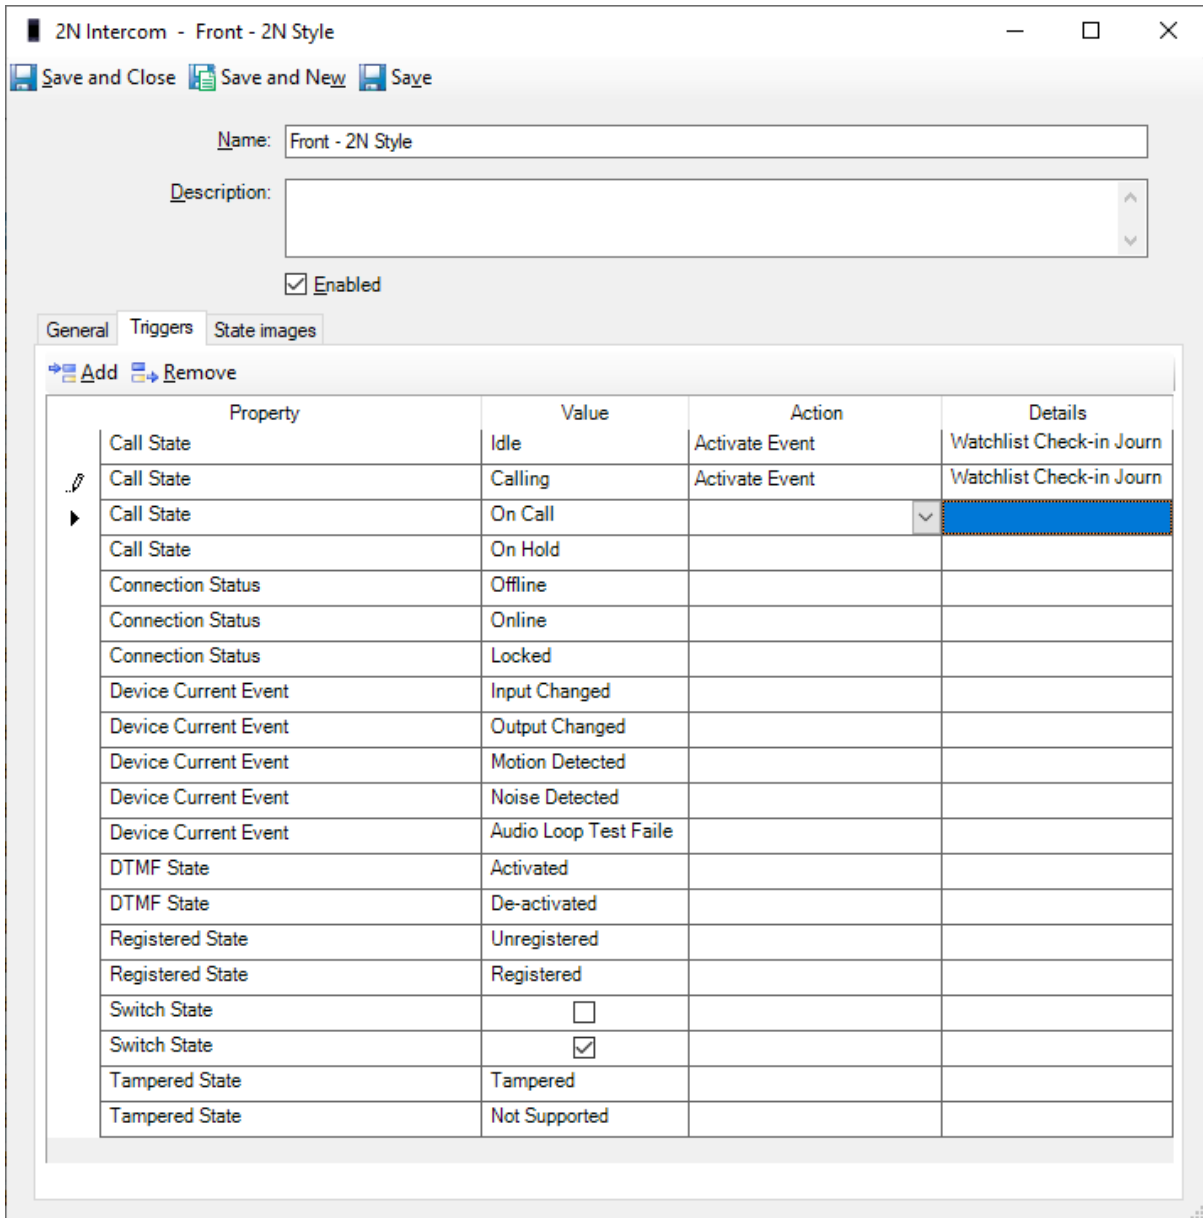 2N Intercom - Front - 2N Style
Save and Close Save and New Save
Name: Front - 2N Style
Description:
Enabled
General Triggers State images
Add Remove
Property Value Action Details
Call State Idle Activate Event Watchlist Check-in Journ
Call State Calling Activate Event Watchlist Check-in Journ
Call State On Call
Call State On Hold
Connection Status Offline
Connection Status Online
Connection Status Locked
Device Current Event Input Changed
Device Current Event Output Changed
Device Current Event Motion Detected
Device Current Event Noise Detected
Device Current Event Audio Loop Test Faile
DTMF State Activated
DTMF State De-activated
Registered State Unregistered
Registered State Registered
Switch State
Switch State
Tampered State Tampered
Tampered State Not Supported